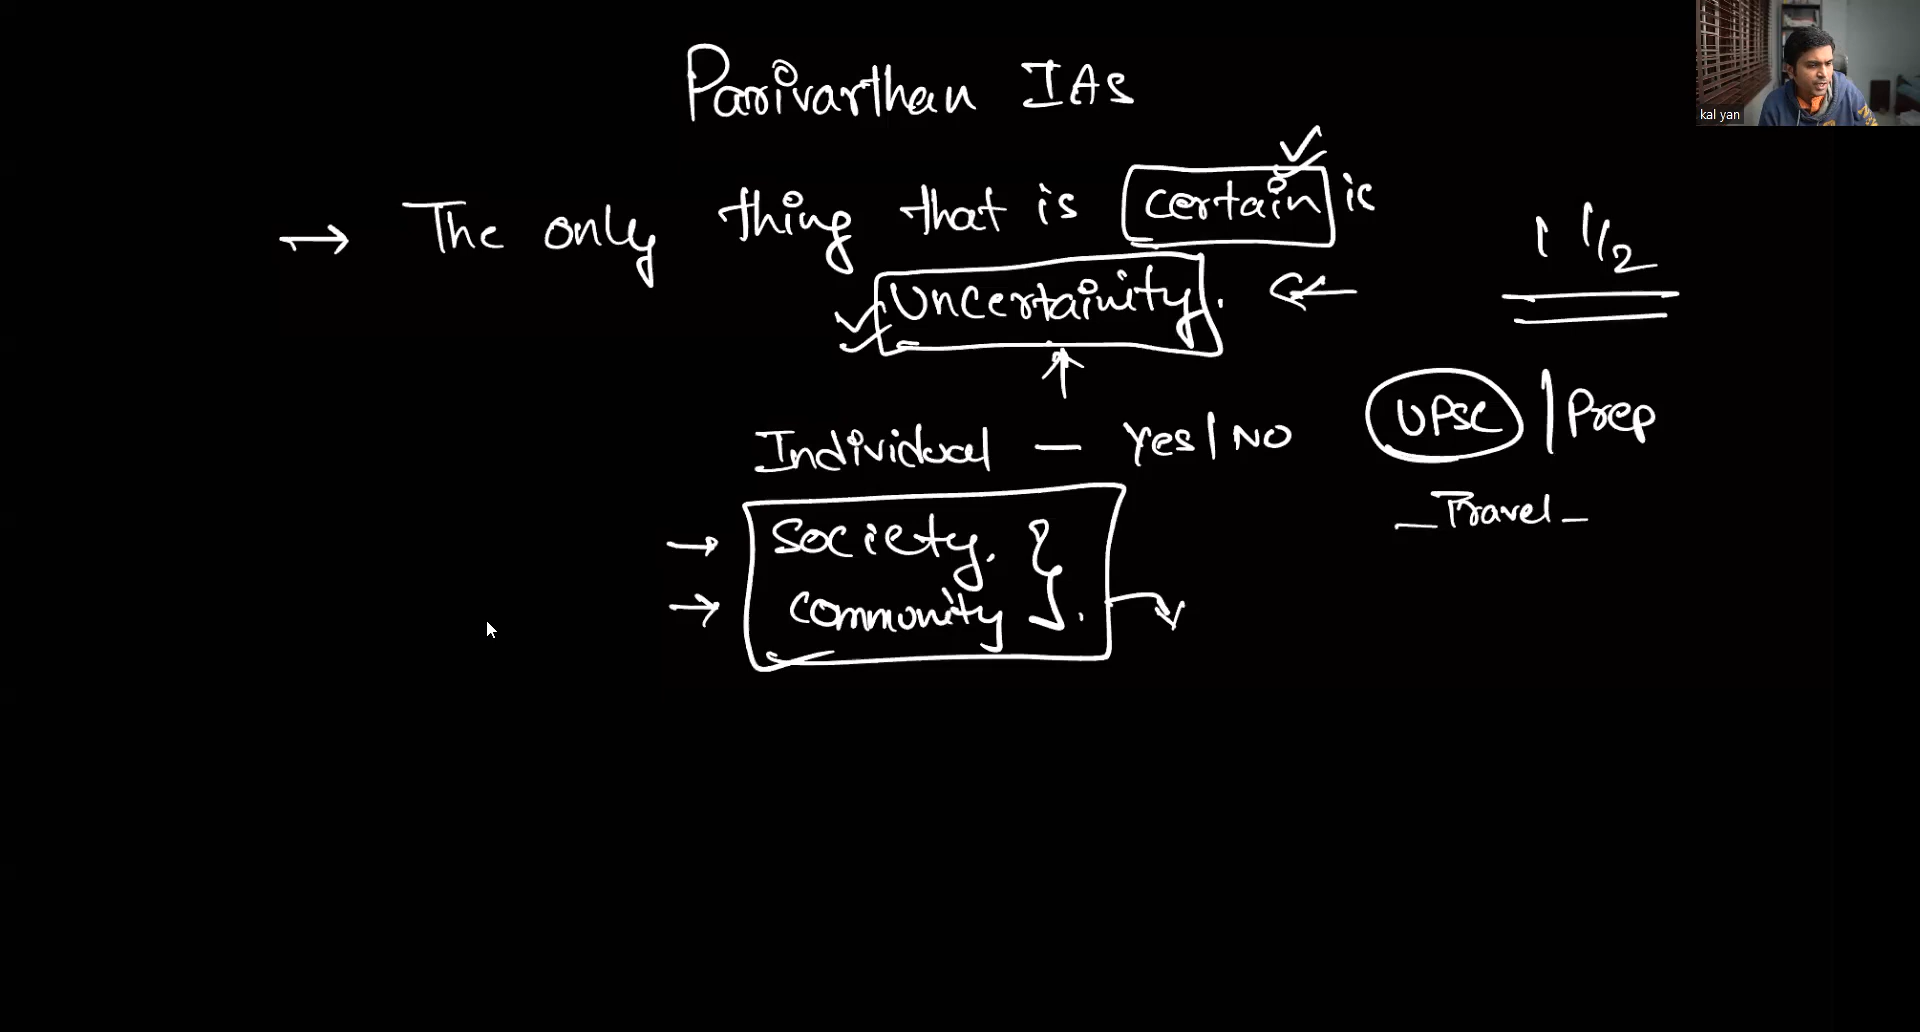 Parivarthan IAS
kal yan
→ The only thing that is certain is
Uncertainity. ←
1 1/2
Individual — Yes/NO
UPSC / Prep
→ Society.
– Travel –
→ Community